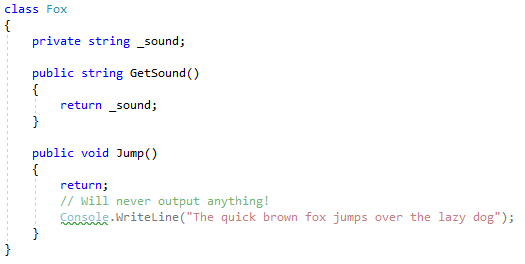 class Fox
{
    private string _sound;

    public string GetSound()
    {
        return _sound;
    }

    public void Jump()
    {
        return;
        // Will never output anything!
        Console.WriteLine("The quick brown fox jumps over the lazy dog");
    }
}